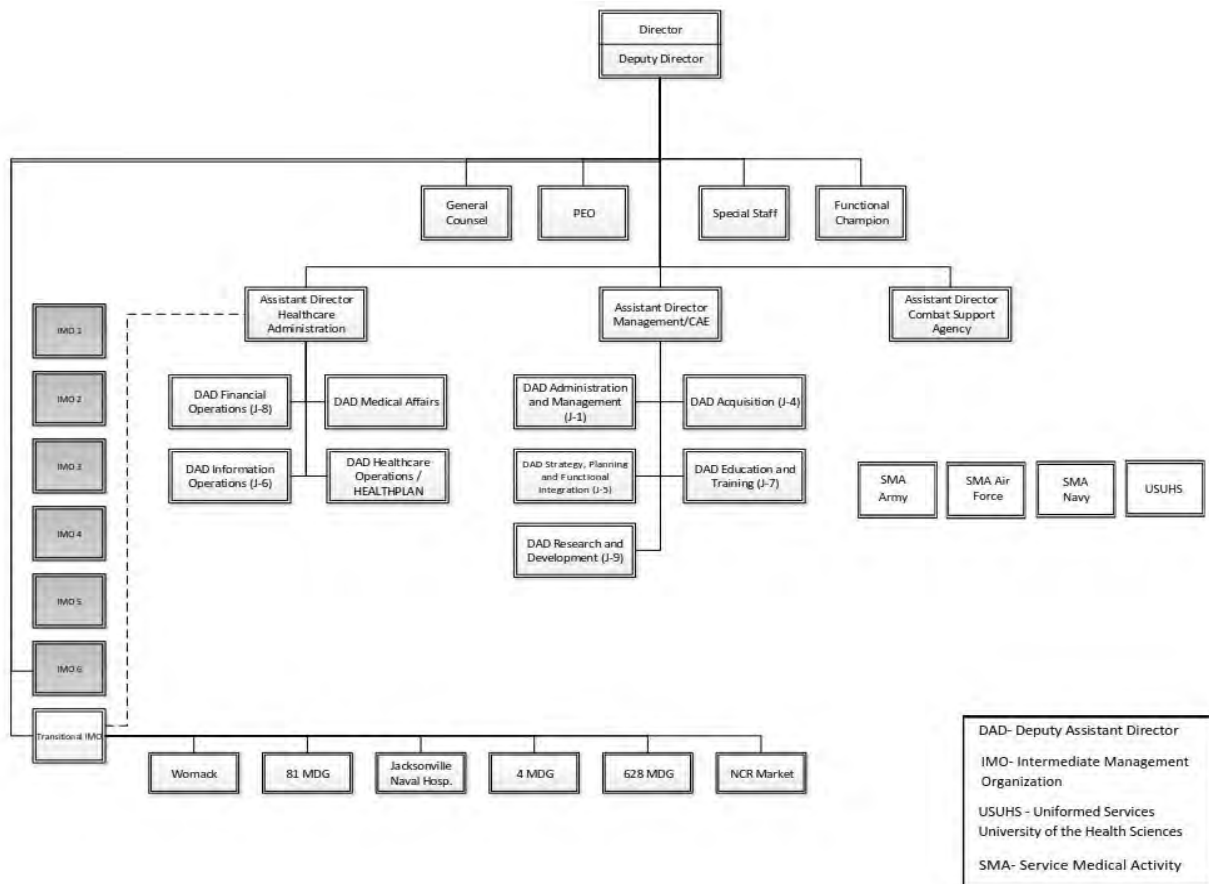 Director
Deputy Director
General
Counsel
PEO
Special Staff
Functional
Champion
Assistant Director
Healthcare
Administration
Assistant Director
Management/CAE
Assistant Director
Combat Support
Agency
IMO 1
IMO 2
IMO 3
IMO 4
IMO 5
IMO 6
Transitional IMO
DAD Financial
Operations (J-8)
DAD Medical Affairs
DAD Information
Operations (J-6)
DAD Healthcare
Operations /
HEALTHPLAN
DAD Administration
and Management
(J-1)
DAD Acquisition (J-4)
DAD Strategy, Planning
and Functional
Integration (J-5)
DAD Education and
Training (J-7)
DAD Research and
Development (J-9)
SMA
Army
SMA Air
Force
SMA
Navy
USUHS
Womack
81 MDG
Jacksonville
Naval Hosp.
4 MDG
628 MDG
NCR Market
DAD- Deputy Assistant Director
IMO- Intermediate Management
Organization
USUHS - Uniformed Services
University of the Health Sciences
SMA- Service Medical Activity